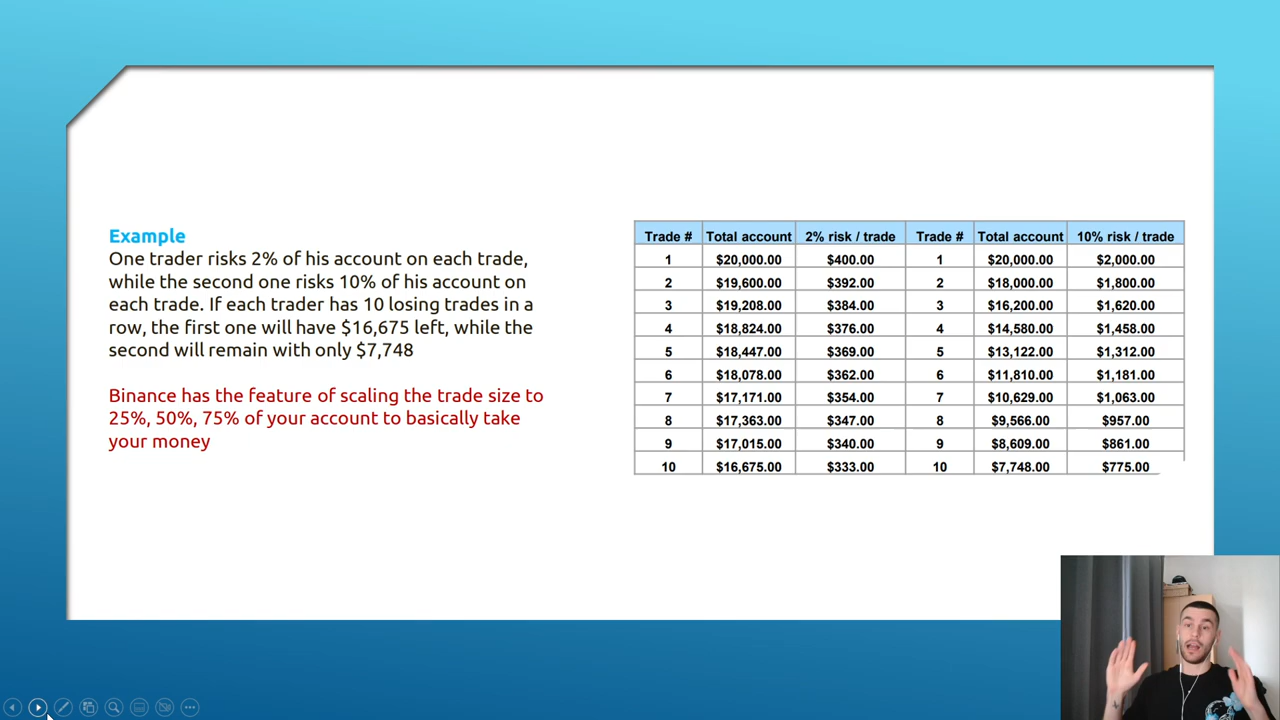 Example
One trader risks 2% of his account on each trade,
while the second one risks 10% of his account on
each trade. If each trader has 10 losing trades in a
row, the first one will have $16,675 left, while the
second will remain with only $7,748
Binance has the feature of scaling the trade size to
25%, 50%, 75% of your account to basically take
your money
Trade # Total account 2% risk / trade Trade # Total account 10% risk / trade
1 $20,000.00 $400.00 1 $20,000.00 $2,000.00
2 $19,600.00 $392.00 2 $18,000.00 $1,800.00
3 $19,208.00 $384.00 3 $16,200.00 $1,620.00
4 $18,824.00 $376.00 4 $14,580.00 $1,458.00
5 $18,447.00 $369.00 5 $13,122.00 $1,312.00
6 $18,078.00 $362.00 6 $11,810.00 $1,181.00
7 $17,171.00 $354.00 7 $10,629.00 $1,063.00
8 $17,363.00 $347.00 8 $9,566.00 $957.00
9 $17,015.00 $340.00 9 $8,609.00 $861.00
10 $16,675.00 $333.00 10 $7,748.00 $775.00